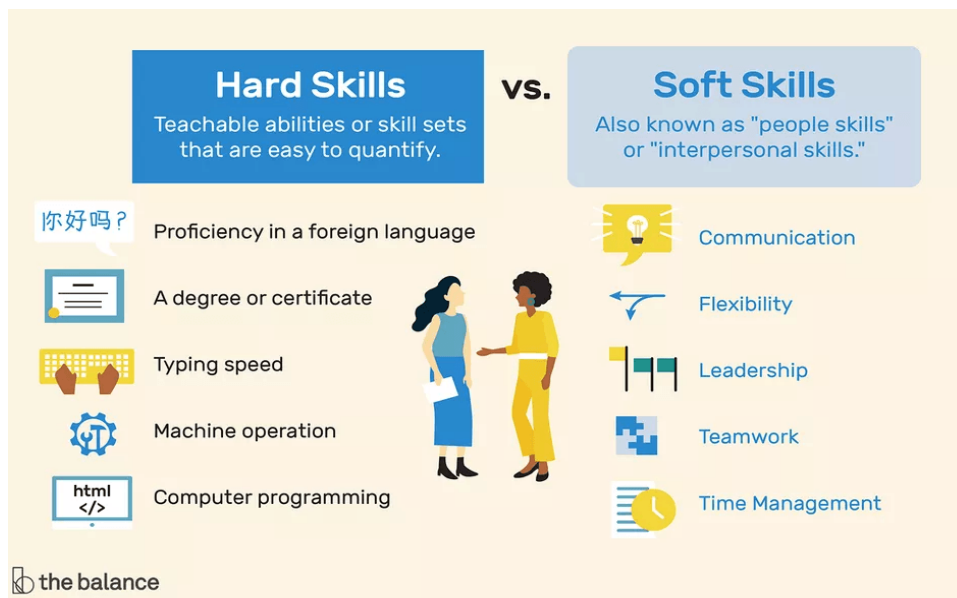 Hard Skills
Teachable abilities or skill sets
that are easy to quantify.
vs.
Soft Skills
Also known as "people skills"
or "interpersonal skills."
你好吗?
Proficiency in a foreign language
A degree or certificate
Typing speed
Machine operation
html
</>
Computer programming
Communication
Flexibility
Leadership
Teamwork
Time Management
the balance